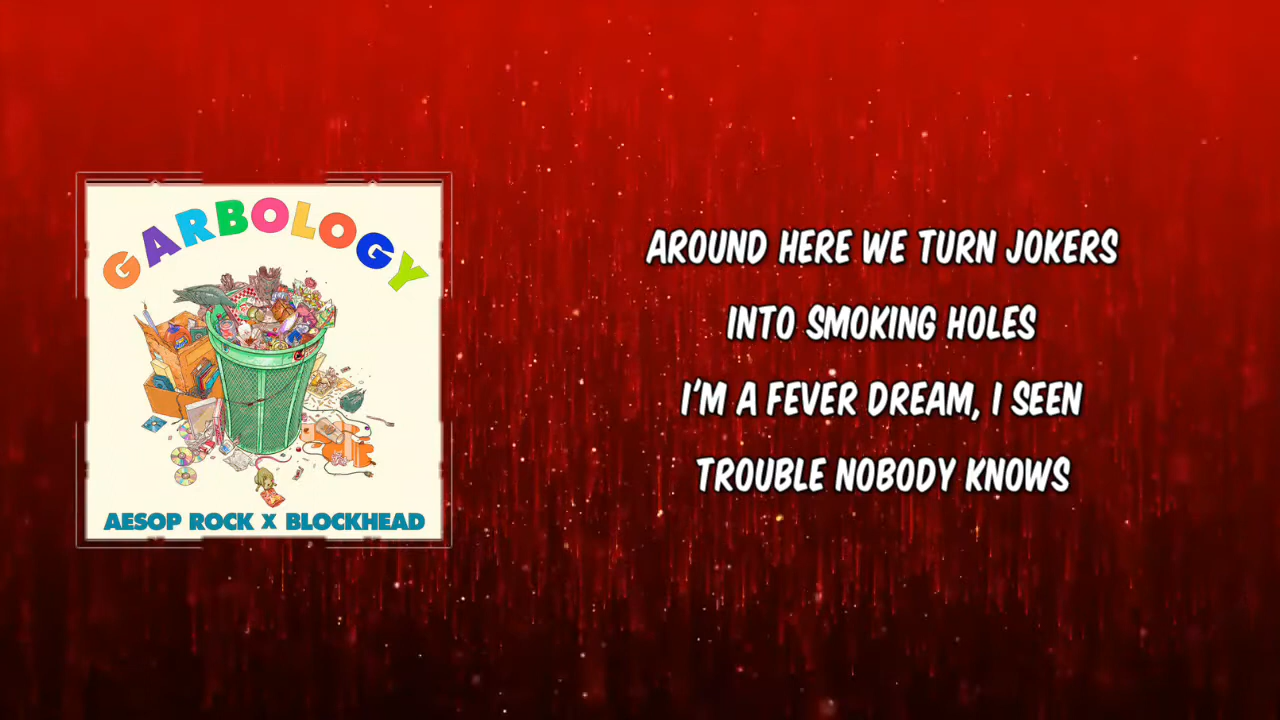 GARBOLOGY
AESOP ROCK X BLOCKHEAD
AROUND HERE WE TURN JOKERS
INTO SMOKING HOLES
I'M A FEVER DREAM, I SEEN
TROUBLE NOBODY KNOWS